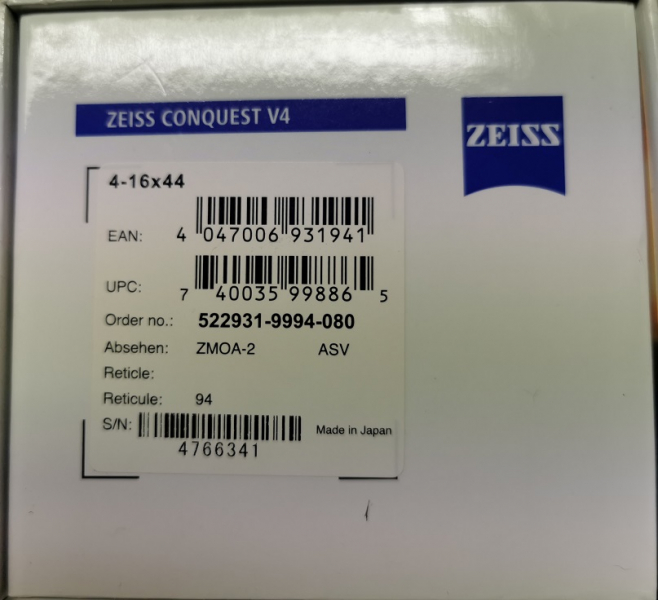 ZEISS CONQUEST V4
ZEISS
4-16x44
EAN: 4 047006 931941
UPC: 7 40035 99886 5
Order no.: 522931-9994-080
Absehen: ZMOA-2 ASV
Reticle:
Reticule: 94
S/N: Made in Japan
4766341